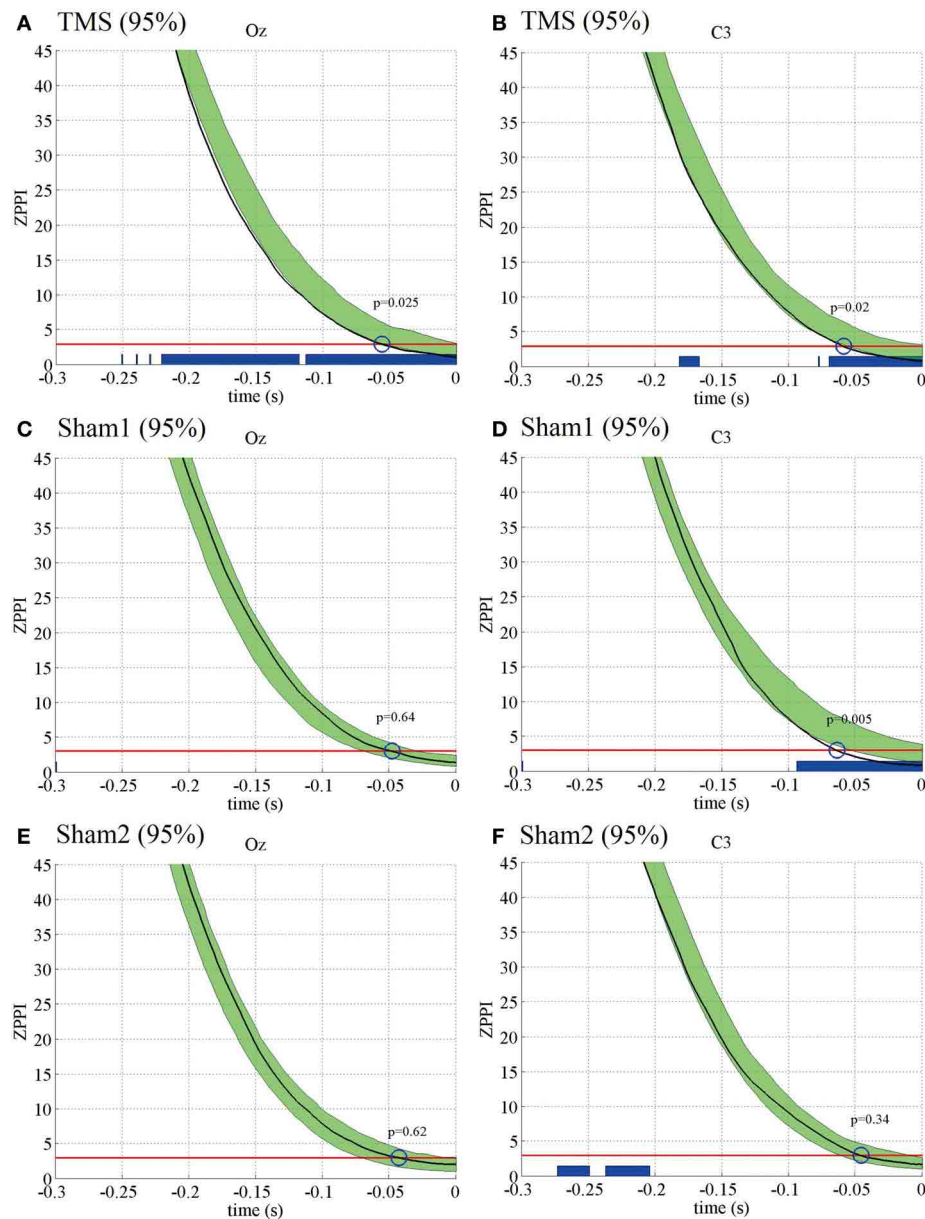 A TMS (95%)
Oz
45
40
35
30
25
20
15
10
5
0
ZPPI
p=0.025
-0.3 -0.25 -0.2 -0.15 -0.1 -0.05 0
time (s)
B TMS (95%)
C3
45
40
35
30
25
20
15
10
5
0
ZPPI
p=0.02
-0.3 -0.25 -0.2 -0.15 -0.1 -0.05 0
time (s)
C Sham1 (95%)
Oz
45
40
35
30
25
20
15
10
5
0
ZPPI
p=0.64
-0.3 -0.25 -0.2 -0.15 -0.1 -0.05 0
time (s)
D Sham1 (95%)
C3
45
40
35
30
25
20
15
10
5
0
ZPPI
p=0.005
-0.3 -0.25 -0.2 -0.15 -0.1 -0.05 0
time (s)
E Sham2 (95%)
Oz
45
40
35
30
25
20
15
10
5
0
ZPPI
p=0.62
-0.3 -0.25 -0.2 -0.15 -0.1 -0.05 0
time (s)
F Sham2 (95%)
C3
45
40
35
30
25
20
15
10
5
0
ZPPI
p=0.34
-0.3 -0.25 -0.2 -0.15 -0.1 -0.05 0
time (s)